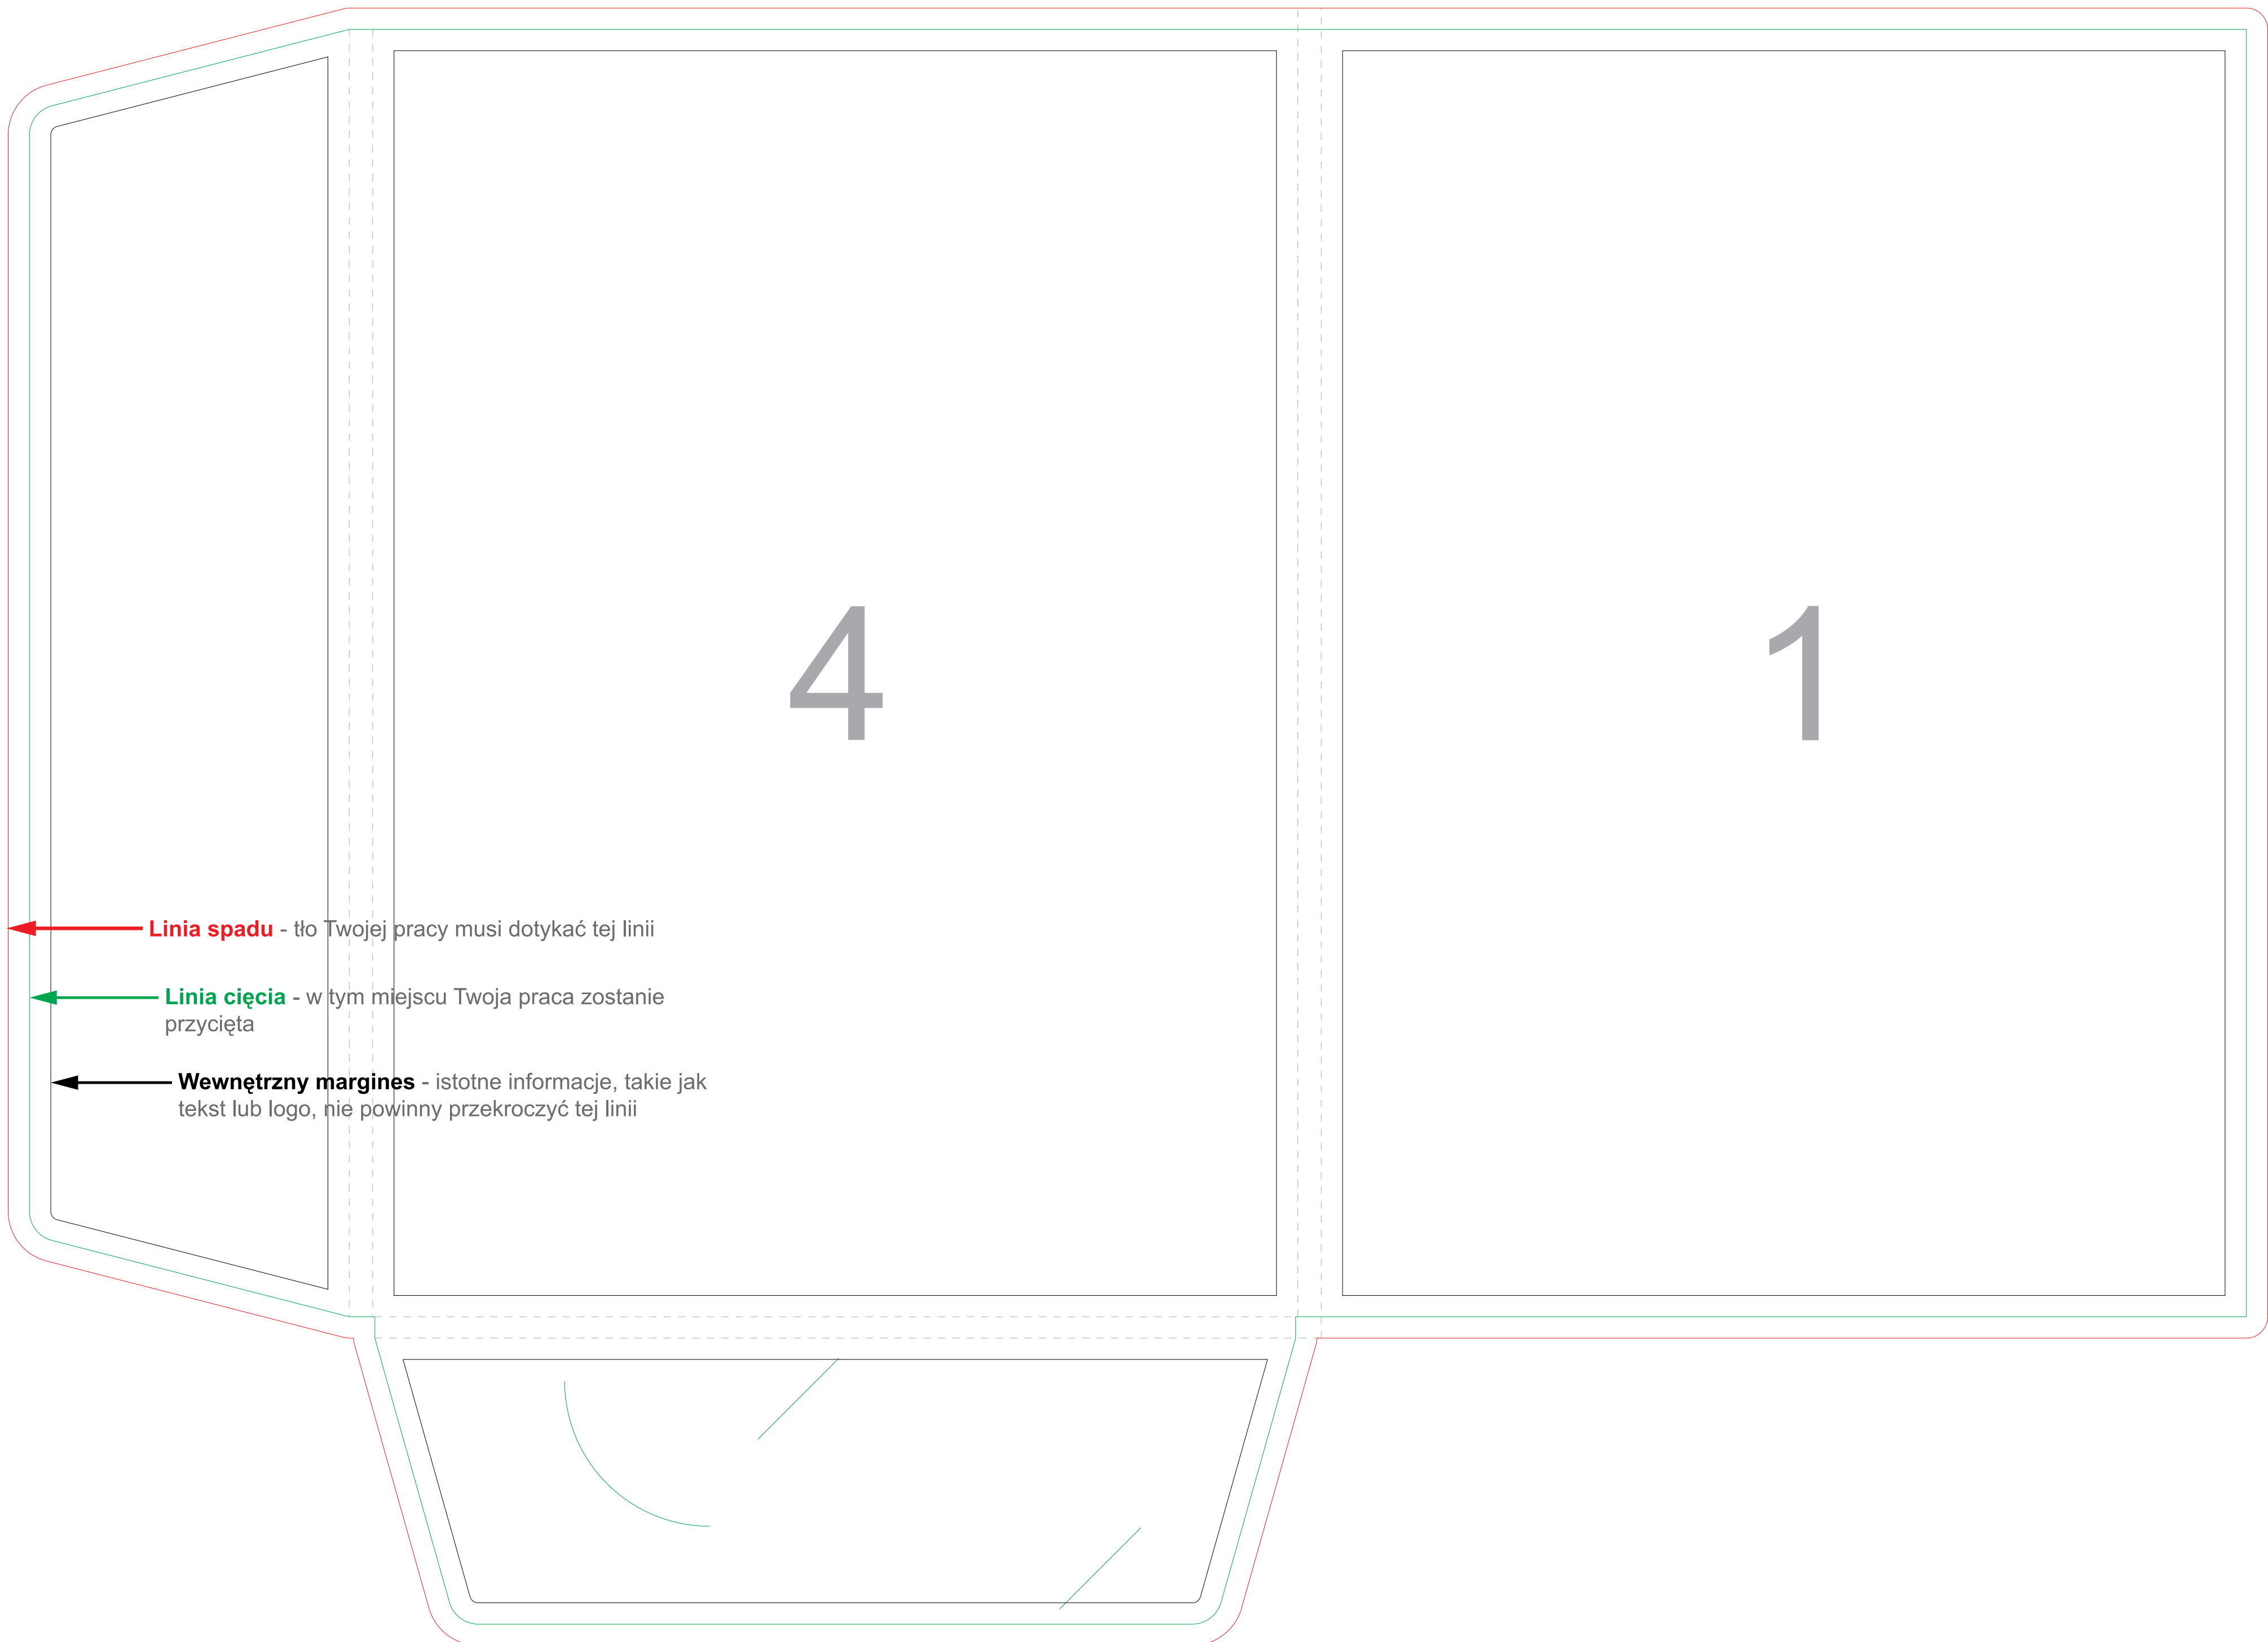 4
1
Linia spadu - tło Twojej pracy musi dotykać tej linii
Linia cięcia - w tym miejscu Twoja praca zostanie
przycięta
Wewnętrzny margines - istotne informacje, takie jak
tekst lub logo, nie powinny przekroczyć tej linii